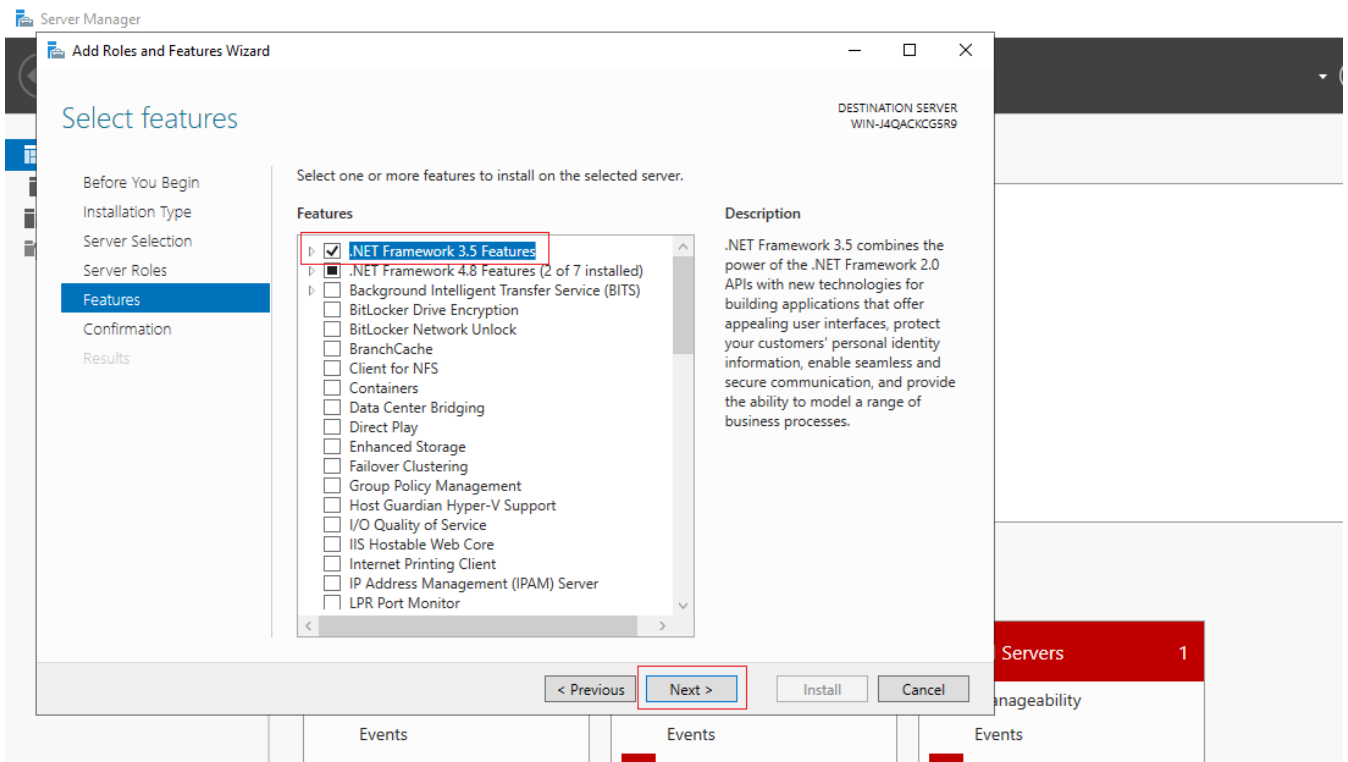 Server Manager
Add Roles and Features Wizard
Select features
DESTINATION SERVER
WIN-J4QACKCG5R9
Before You Begin
Installation Type
Server Selection
Server Roles
Features
Confirmation
Results
Select one or more features to install on the selected server.
Features
.NET Framework 3.5 Features
.NET Framework 4.8 Features (2 of 7 installed)
Background Intelligent Transfer Service (BITS)
BitLocker Drive Encryption
BitLocker Network Unlock
BranchCache
Client for NFS
Containers
Data Center Bridging
Direct Play
Enhanced Storage
Failover Clustering
Group Policy Management
Host Guardian Hyper-V Support
I/O Quality of Service
IIS Hostable Web Core
Internet Printing Client
IP Address Management (IPAM) Server
LPR Port Monitor
Description
.NET Framework 3.5 combines the
power of the .NET Framework 2.0
APIs with new technologies for
building applications that offer
appealing user interfaces, protect
your customers' personal identity
information, enable seamless and
secure communication, and provide
the ability to model a range of
business processes.
< Previous
Next >
Install
Cancel
Servers 1
anageability
Events
Events
Events